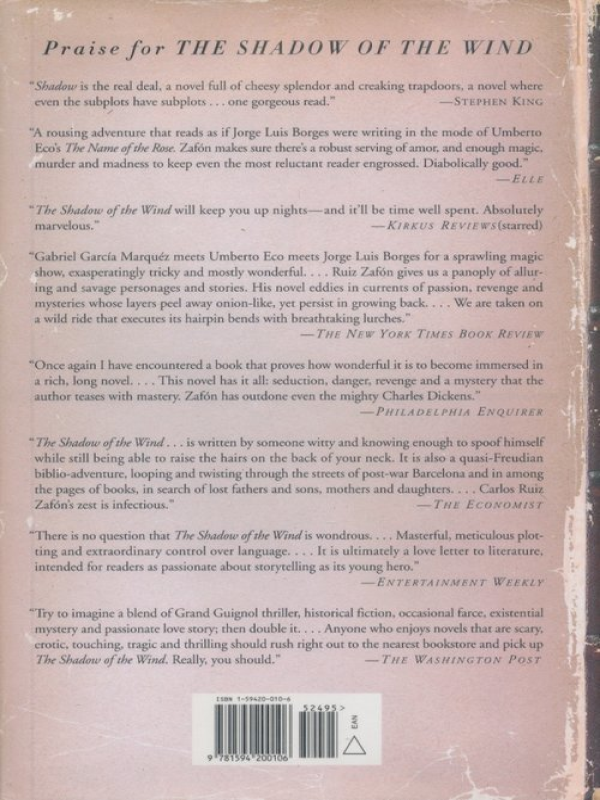 Praise for THE SHADOW OF THE WIND
"Shadow is the real deal, a novel full of cheesy splendor and creaking trapdoors, a novel where
even the subplots have subplots . . . one gorgeous read." —STEPHEN KING
"A rousing adventure that reads as if Jorge Luis Borges were writing in the mode of Umberto
Eco's The Name of the Rose. Zafón makes sure there's a robust serving of amor, and enough magic,
murder and madness to keep even the most reluctant reader engrossed. Diabolically good."
—ELLE
"The Shadow of the Wind will keep you up nights—and it'll be time well spent. Absolutely
marvelous." —KIRKUS REVIEWS(starred)
"Gabriel García Marquéz meets Umberto Eco meets Jorge Luis Borges for a sprawling magic
show, exasperatingly tricky and mostly wonderful. . . . Ruiz Zafón gives us a panoply of allur-
ing and savage personages and stories. His novel eddies in currents of passion, revenge and
mysteries whose layers peel away onion-like, yet persist in growing back. . . . We are taken on
a wild ride that executes its hairpin bends with breathtaking lurches."
—THE NEW YORK TIMES BOOK REVIEW
"Once again I have encountered a book that proves how wonderful it is to become immersed in
a rich, long novel. . . . This novel has it all: seduction, danger, revenge and a mystery that the
author teases with mastery. Zafón has outdone even the mighty Charles Dickens."
—PHILADELPHIA ENQUIRER
"The Shadow of the Wind . . . is written by someone witty and knowing enough to spoof himself
while still being able to raise the hairs on the back of your neck. It is also a quasi-Freudian
biblio-adventure, looping and twisting through the streets of post-war Barcelona and in among
the pages of books, in search of lost fathers and sons, mothers and daughters. . . . Carlos Ruiz
Zafón's zest is infectious." —THE ECONOMIST
"There is no question that The Shadow of the Wind is wondrous. . . . Masterful, meticulous plot-
ting and extraordinary control over language. . . . It is ultimately a love letter to literature,
intended for readers as passionate about storytelling as its young hero."
—ENTERTAINMENT WEEKLY
"Try to imagine a blend of Grand Guignol thriller, historical fiction, occasional farce, existential
mystery and passionate love story; then double it. . . . Anyone who enjoys novels that are scary,
erotic, touching, tragic and thrilling should rush right out to the nearest bookstore and pick up
The Shadow of the Wind. Really, you should." —THE WASHINGTON POST
ISBN 1-59420-010-6
52495>
EAN
9 781594 200106